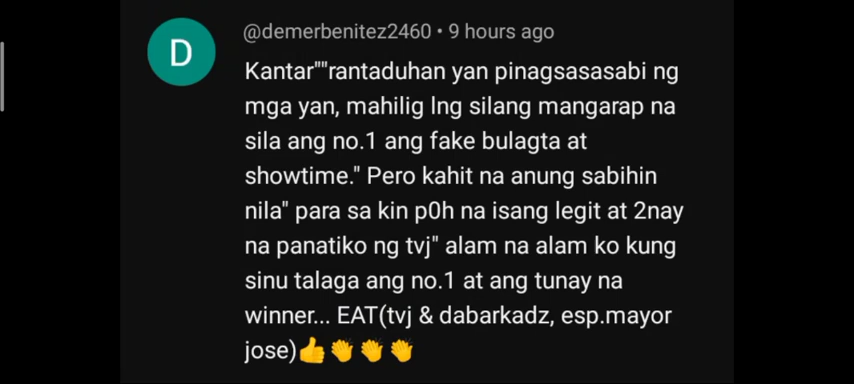 D
@demerbenitez2460 • 9 hours ago
Kantar""rantaduhan yan pinagsasasabi ng
mga yan, mahilig lng silang mangarap na
sila ang no.1 ang fake bulagta at
showtime." Pero kahit na anung sabihin
nila" para sa kin p0h na isang legit at 2nay
na panatiko ng tvj" alam na alam ko kung
sinu talaga ang no.1 at ang tunay na
winner... EAT(tvj & dabarkadz, esp.mayor
jose)👍👏👏👏